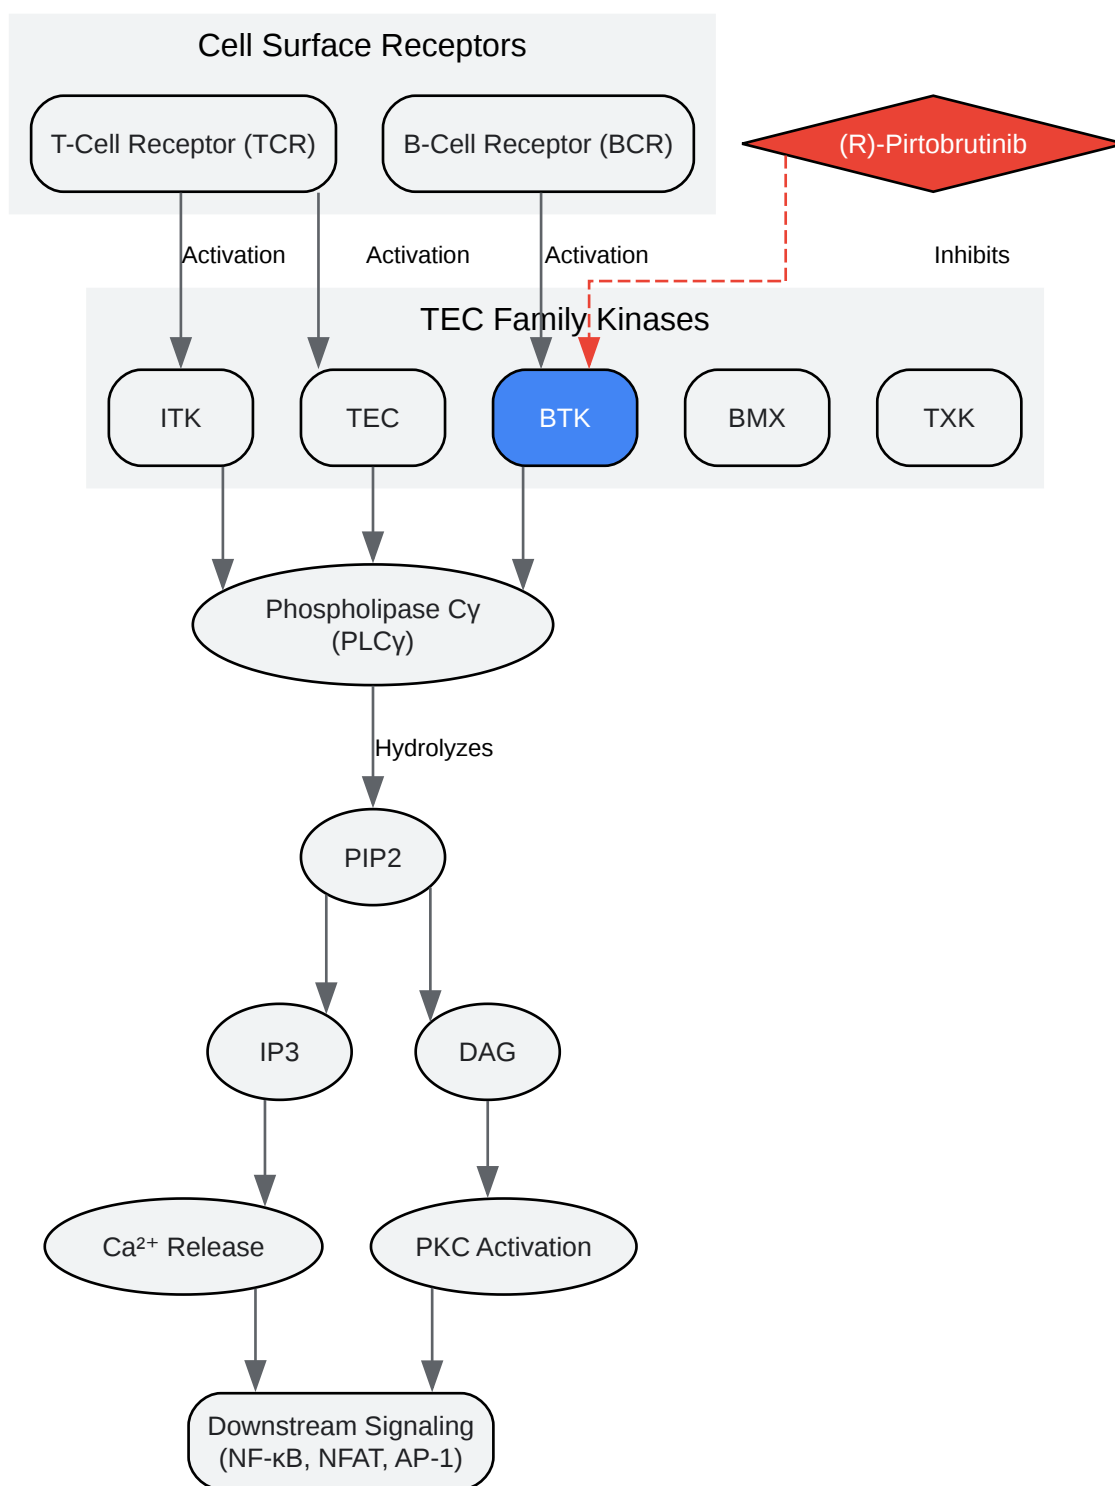 Cell Surface Receptors
T-Cell Receptor (TCR)
B-Cell Receptor (BCR)
(R)-Pirtobrutinib
Activation
Activation
Activation
Inhibits
TEC Family Kinases
ITK
TEC
BTK
BMX
TXK
Phospholipase Cγ
(PLCγ)
Hydrolyzes
PIP2
IP3
DAG
Ca²⁺ Release
PKC Activation
Downstream Signaling
(NF-κB, NFAT, AP-1)